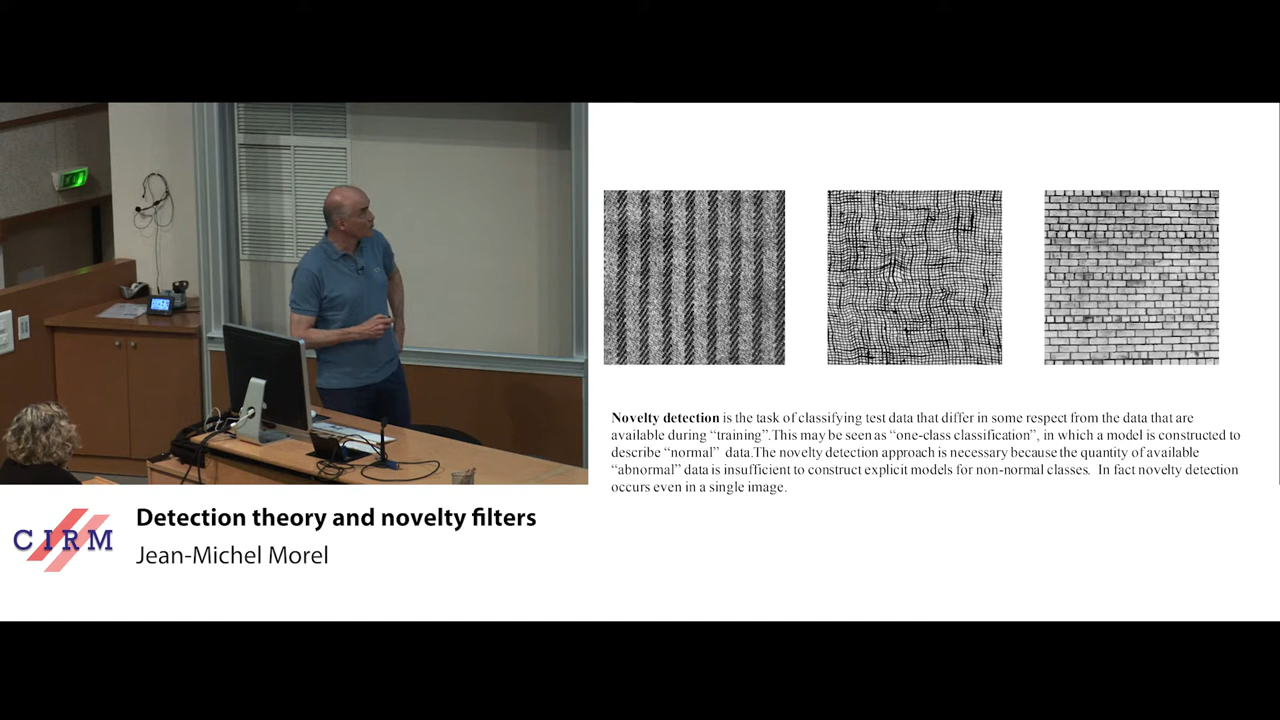 Novelty detection is the task of classifying test data that differ in some respect from the data that are
available during “training”.This may be seen as “one-class classification”, in which a model is constructed to
describe “normal” data.The novelty detection approach is necessary because the quantity of available
“abnormal” data is insufficient to construct explicit models for non-normal classes. In fact novelty detection
occurs even in a single image.
CIRM
Detection theory and novelty filters
Jean-Michel Morel